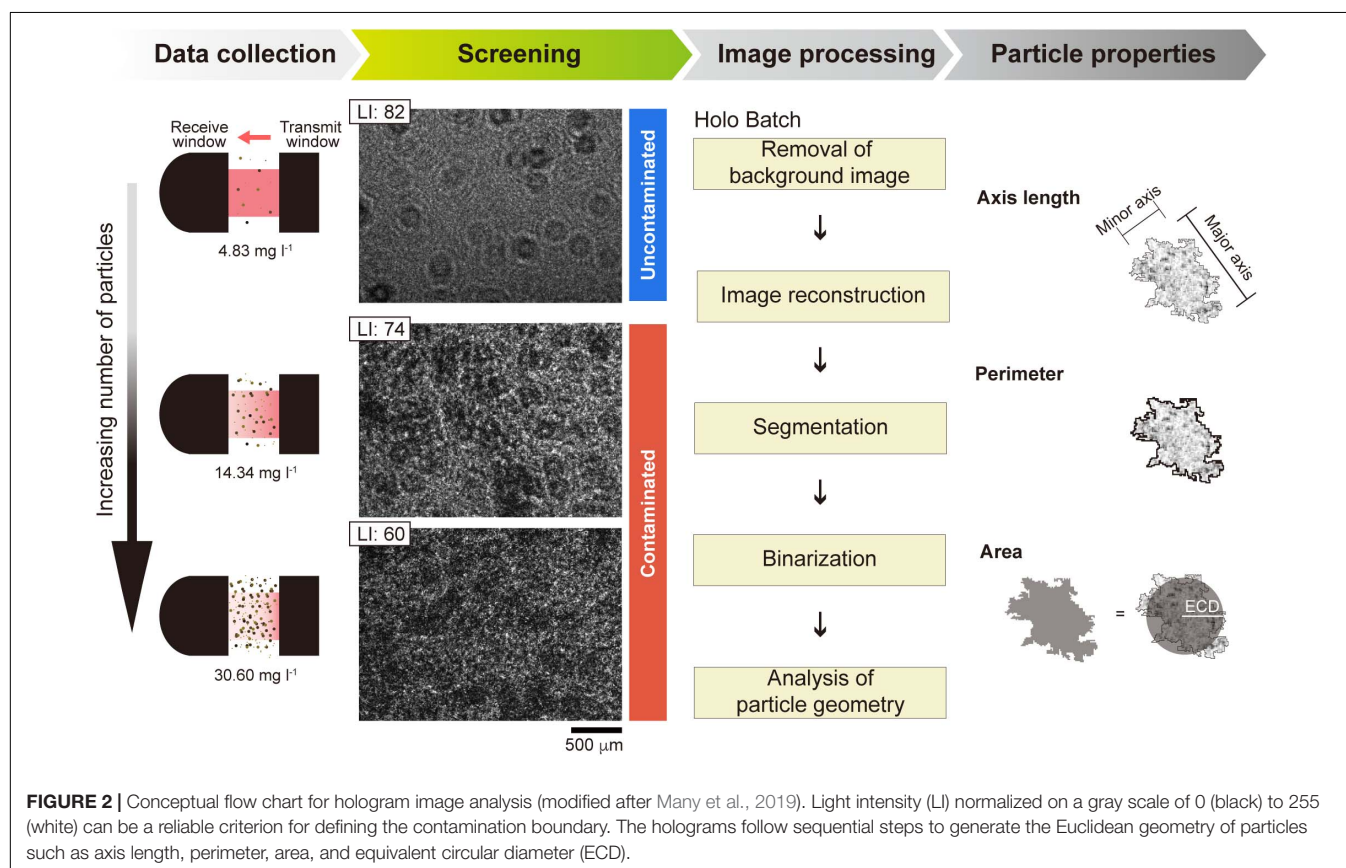 Data collection
Screening
Image processing
Particle properties
Receive window
Transmit window
Increasing number of particles
4.83 mg l-1
14.34 mg l-1
30.60 mg l-1
LI: 82
LI: 74
LI: 60
Uncontaminated
Contaminated
500 μm
Holo Batch
Removal of
background image
Image reconstruction
Segmentation
Binarization
Analysis of
particle geometry
Axis length
Minor axis
Major axis
Perimeter
Area
=
ECD
FIGURE 2 | Conceptual flow chart for hologram image analysis (modified after Many et al., 2019). Light intensity (LI) normalized on a gray scale of 0 (black) to 255
(white) can be a reliable criterion for defining the contamination boundary. The holograms follow sequential steps to generate the Euclidean geometry of particles
such as axis length, perimeter, area, and equivalent circular diameter (ECD).